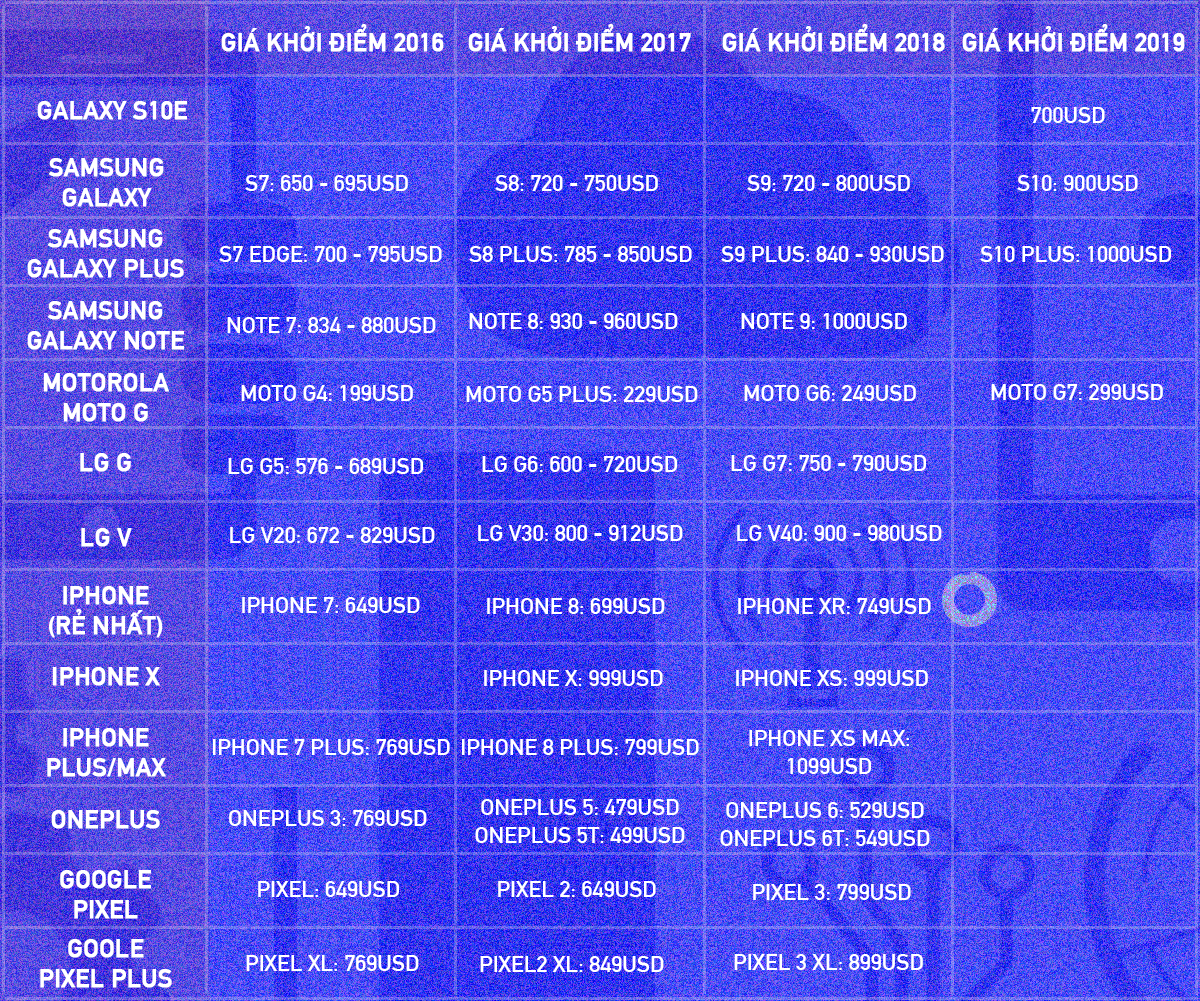 GIÁ KHỞI ĐIỂM 2016 GIÁ KHỞI ĐIỂM 2017 GIÁ KHỞI ĐIỂM 2018 GIÁ KHỞI ĐIỂM 2019
GALAXY S10E 700USD
SAMSUNG
GALAXY
S7: 650 - 695USD S8: 720 - 750USD S9: 720 - 800USD S10: 900USD
SAMSUNG
GALAXY PLUS
S7 EDGE: 700 - 795USD S8 PLUS: 785 - 850USD S9 PLUS: 840 - 930USD S10 PLUS: 1000USD
SAMSUNG
GALAXY NOTE
NOTE 7: 834 - 880USD NOTE 8: 930 - 960USD NOTE 9: 1000USD
MOTOROLA
MOTO G
MOTO G4: 199USD MOTO G5 PLUS: 229USD MOTO G6: 249USD MOTO G7: 299USD
LG G LG G5: 576 - 689USD LG G6: 600 - 720USD LG G7: 750 - 790USD
LG V LG V20: 672 - 829USD LG V30: 800 - 912USD LG V40: 900 - 980USD
IPHONE
(RẺ NHẤT)
IPHONE 7: 649USD IPHONE 8: 699USD IPHONE XR: 749USD
IPHONE X IPHONE X: 999USD IPHONE XS: 999USD
IPHONE
PLUS/MAX
IPHONE 7 PLUS: 769USD IPHONE 8 PLUS: 799USD IPHONE XS MAX:
1099USD
ONEPLUS ONEPLUS 3: 769USD ONEPLUS 5: 479USD
ONEPLUS 5T: 499USD
ONEPLUS 6: 529USD
ONEPLUS 6T: 549USD
GOOGLE
PIXEL
PIXEL: 649USD PIXEL 2: 649USD PIXEL 3: 799USD
GOOLE
PIXEL PLUS
PIXEL XL: 769USD PIXEL2 XL: 849USD PIXEL 3 XL: 899USD